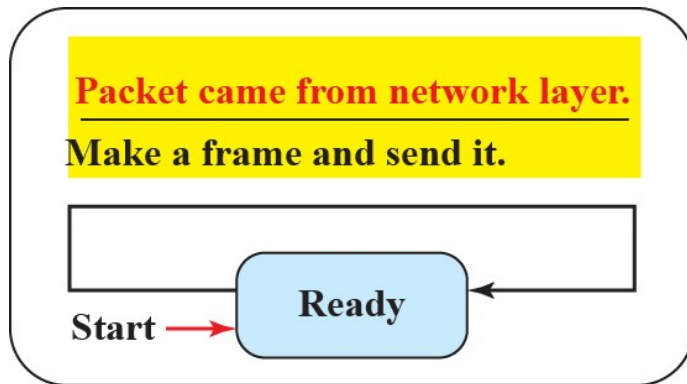 Packet came from network layer.
Make a frame and send it.
Ready
Start